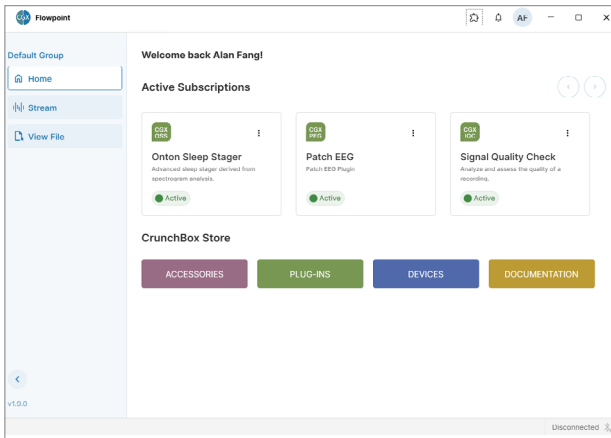 CGX Flowpoint
AF
Default Group
Home
Stream
View File
Welcome back Alan Fang!
Active Subscriptions
CGX
OSS
Onton Sleep Stager
Advanced sleep stager derived from
spectrogram analysis.
Active
CGX
PEG
Patch EEG
Patch EEG Plugin
Active
CGX
IQC
Signal Quality Check
Analyze and assess the quality of a
recording.
Active
CrunchBox Store
ACCESSORIES
PLUG-INS
DEVICES
DOCUMENTATION
v1.0.0
Disconnected